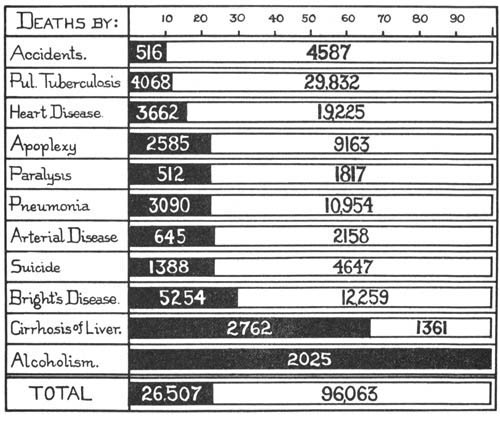 DEATHS BY: 10 20 30 40 50 60 70 80 90
Accidents. 516 4587
Pul. Tuberculosis 4068 29,832
Heart Disease. 3662 19,225
Apoplexy 2585 9163
Paralysis 512 1817
Pneumonia 3090 10,954
Arterial Disease 645 2158
Suicide 1388 4647
Bright's Disease. 5254 12,259
Cirrhosis of Liver. 2762 1361
Alcoholism. 2025
TOTAL 26.507 96,063